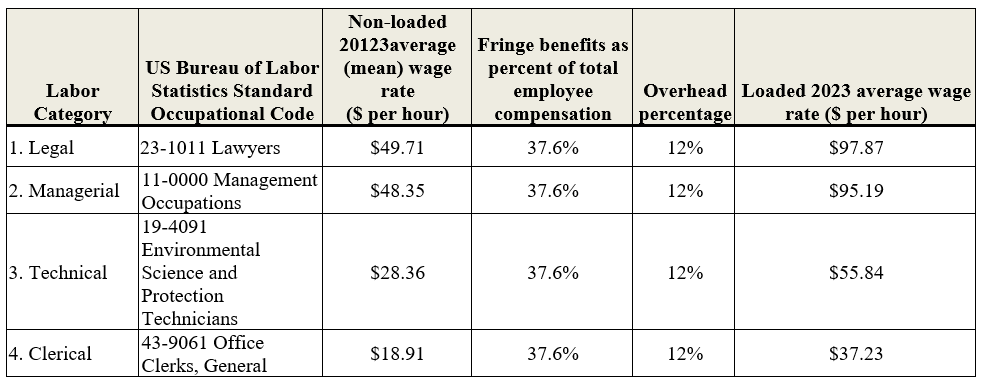 Labor
Category
US Bureau of Labor
Statistics Standard
Occupational Code
Non-loaded
20123average
(mean) wage
rate
($ per hour)
Fringe benefits as
percent of total
employee
compensation
Overhead
percentage
Loaded 2023 average wage
rate ($ per hour)
1. Legal
23-1011 Lawyers
$49.71
37.6%
12%
$97.87
2. Managerial
11-0000 Management
Occupations
$48.35
37.6%
12%
$95.19
3. Technical
19-4091
Environmental
Science and
Protection
Technicians
$28.36
37.6%
12%
$55.84
4. Clerical
43-9061 Office
Clerks, General
$18.91
37.6%
12%
$37.23